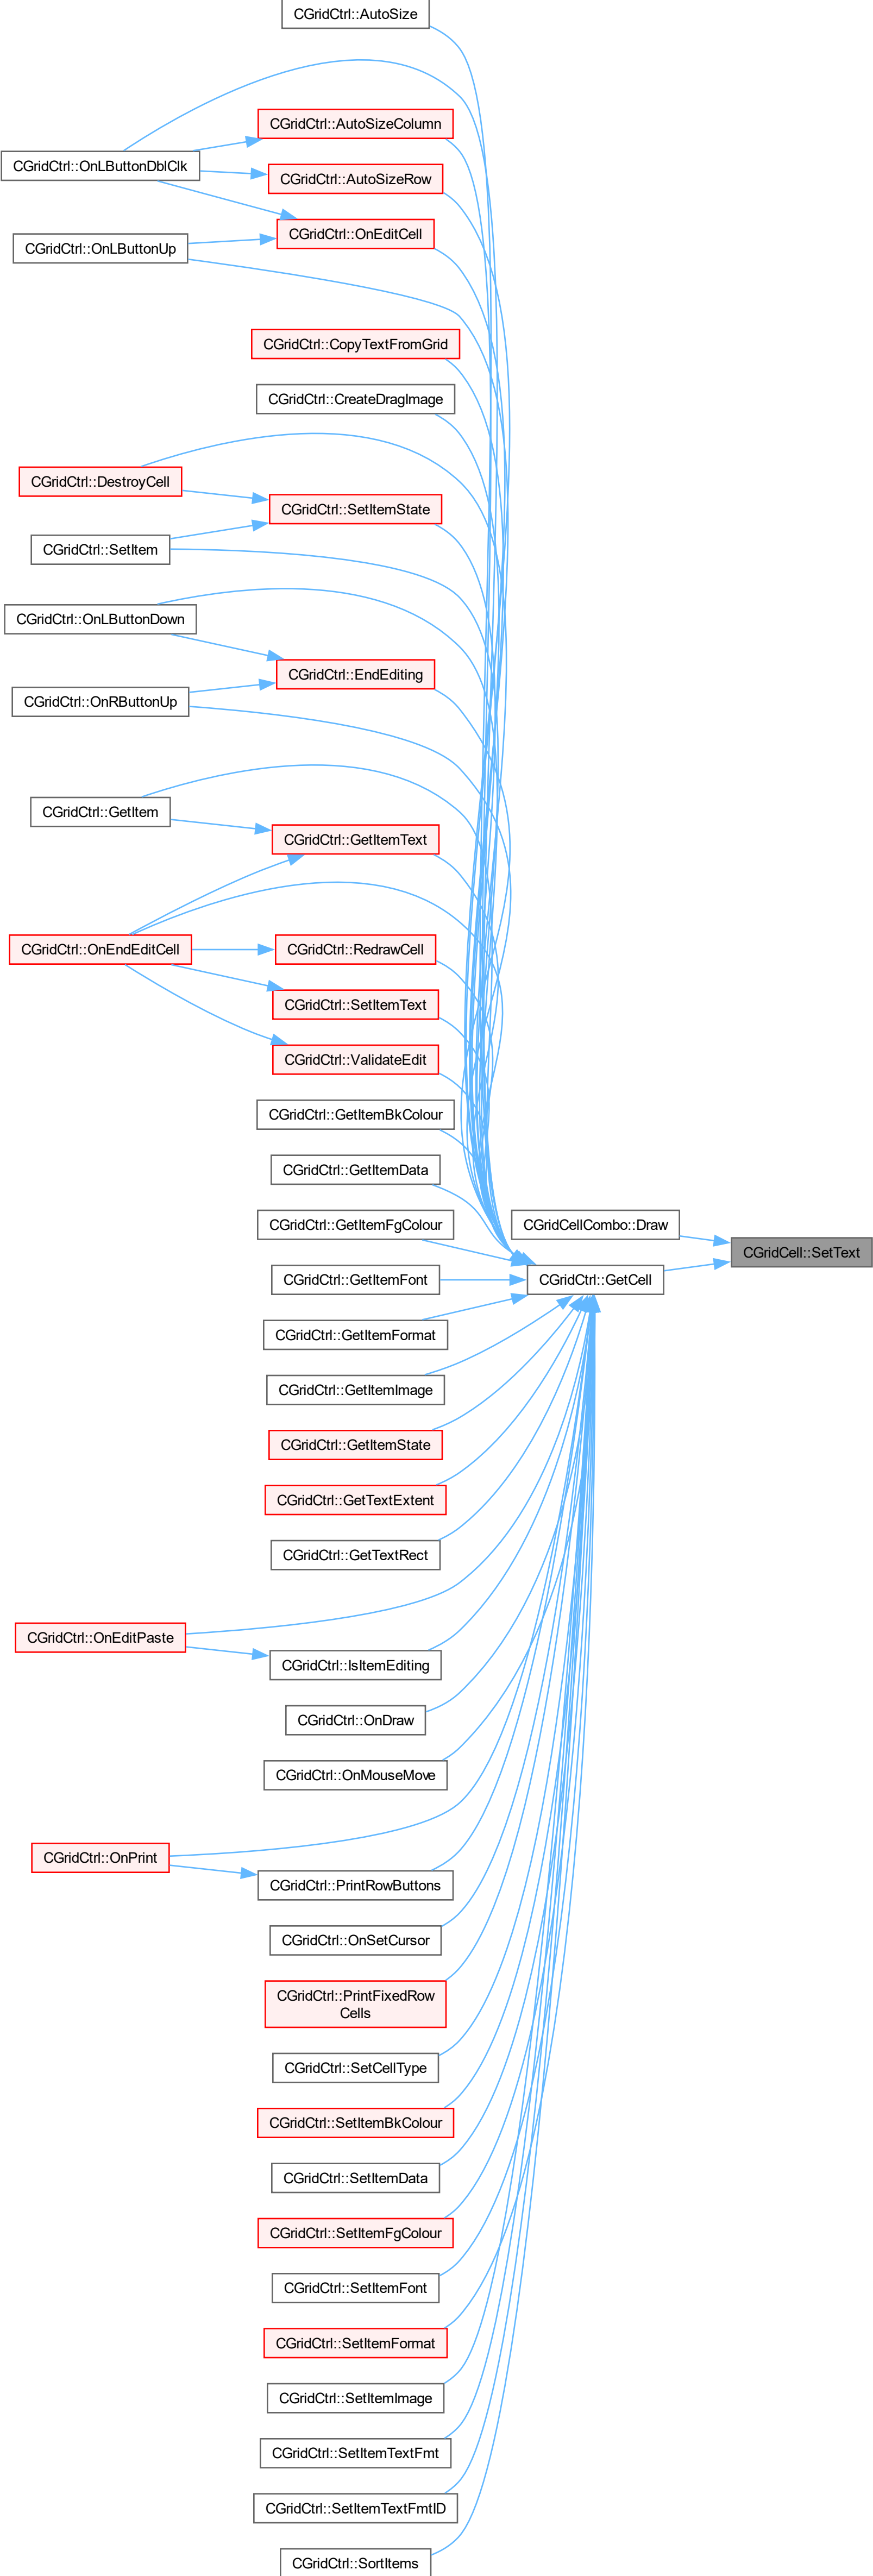 CGridCtrl::AutoSize
CGridCtrl::AutoSizeColumn
CGridCtrl::OnLButtonDblClk
CGridCtrl::AutoSizeRow
CGridCtrl::OnEditCell
CGridCtrl::OnLButtonUp
CGridCtrl::CopyTextFromGrid
CGridCtrl::CreateDragImage
CGridCtrl::DestroyCell
CGridCtrl::SetItemState
CGridCtrl::SetItem
CGridCtrl::OnLButtonDown
CGridCtrl::EndEditing
CGridCtrl::OnRButtonUp
CGridCtrl::GetItem
CGridCtrl::GetItemText
CGridCtrl::OnEndEditCell
CGridCtrl::RedrawCell
CGridCtrl::SetItemText
CGridCtrl::ValidateEdit
CGridCtrl::GetItemBkColour
CGridCtrl::GetItemData
CGridCtrl::GetItemFgColour
CGridCellCombo::Draw
CGridCell::SetText
CGridCtrl::GetItemFont
CGridCtrl::GetCell
CGridCtrl::GetItemFormat
CGridCtrl::GetItemImage
CGridCtrl::GetItemState
CGridCtrl::GetTextExtent
CGridCtrl::GetTextRect
CGridCtrl::OnEditPaste
CGridCtrl::IsItemEditing
CGridCtrl::OnDraw
CGridCtrl::OnMouseMove
CGridCtrl::OnPrint
CGridCtrl::PrintRowButtons
CGridCtrl::OnSetCursor
CGridCtrl::PrintFixedRow
Cells
CGridCtrl::SetCellType
CGridCtrl::SetItemBkColour
CGridCtrl::SetItemData
CGridCtrl::SetItemFgColour
CGridCtrl::SetItemFont
CGridCtrl::SetItemFormat
CGridCtrl::SetItemImage
CGridCtrl::SetItemTextFmt
CGridCtrl::SetItemTextFmtID
CGridCtrl::SortItems